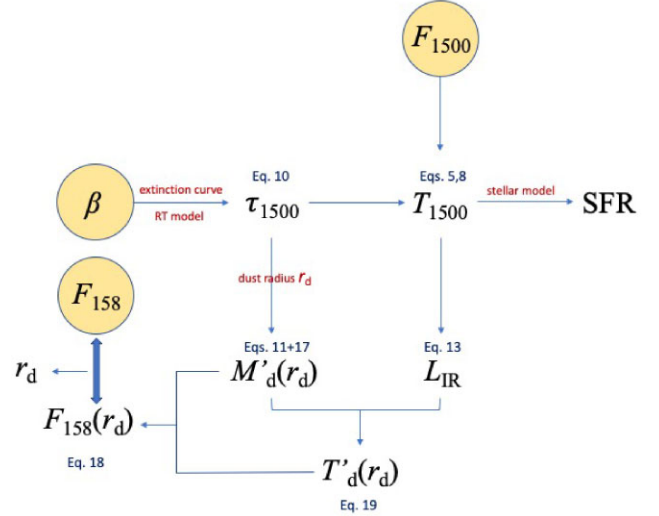 F1500
Eq. 10
Eqs. 5,8
β
extinction curve
RT model
τ1500
T1500
stellar model
SFR
dust radius rd
F158
Eqs. 11+17
Eq. 13
rd
M’d(rd)
LIR
F158(rd)
Eq. 18
T’d(rd)
Eq. 19